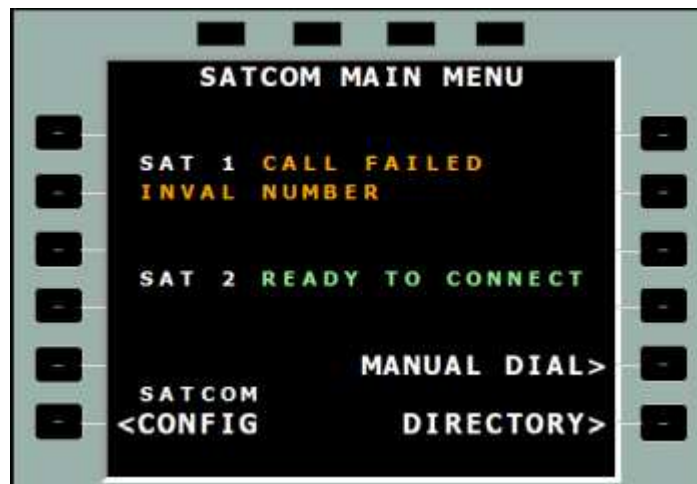 SATCOM MAIN MENU
SAT 1 CALL FAILED
INVAL NUMBER
SAT 2 READY TO CONNECT
MANUAL DIAL>
SATCOM
<CONFIG DIRECTORY>